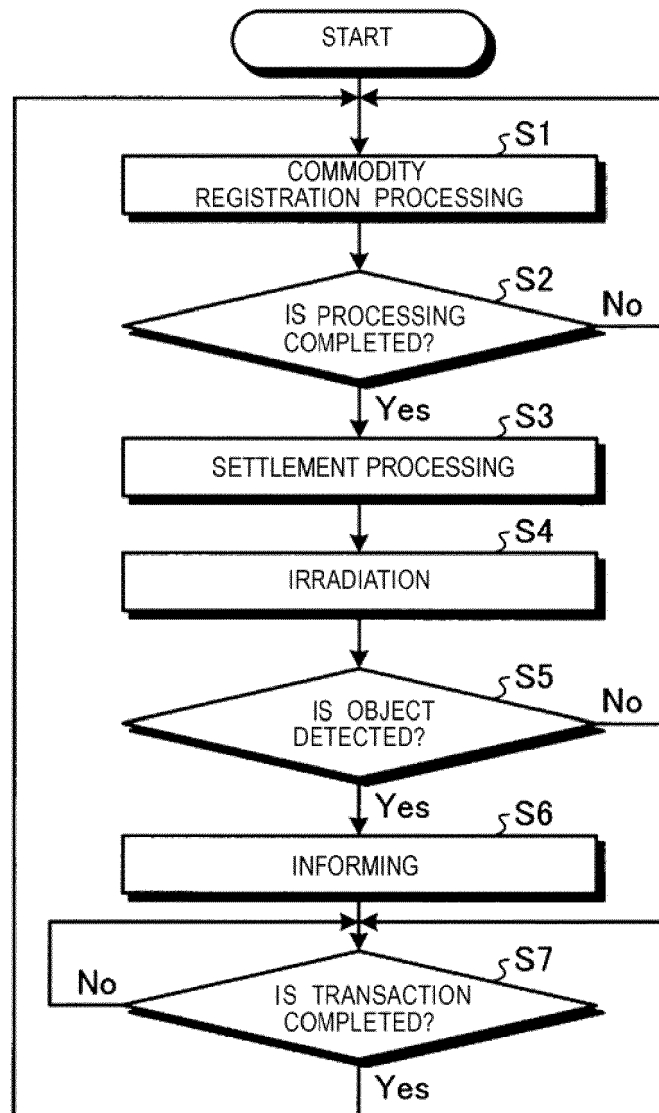 START
S1
COMMODITY
REGISTRATION PROCESSING
S2
IS PROCESSING
COMPLETED?
No
Yes
S3
SETTLEMENT PROCESSING
S4
IRRADIATION
S5
IS OBJECT
DETECTED?
No
Yes
S6
INFORMING
S7
IS TRANSACTION
COMPLETED?
No
Yes